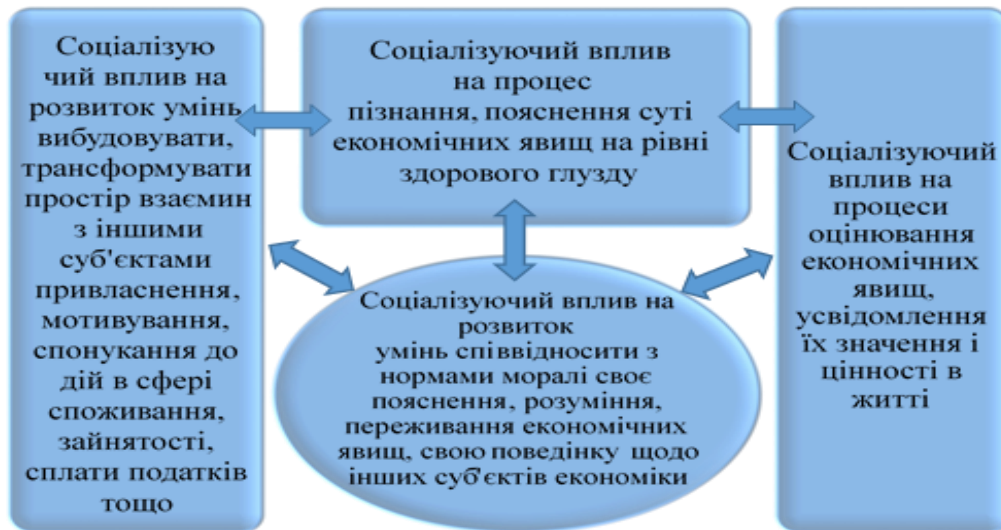 Соціалізую
чий вплив на
розвиток умінь
вибудовувати,
трансформувати
простір взаємин
з іншими
суб'єктами
привласнення,
мотивування,
спонукання до
дій в сфері
споживання,
зайнятості,
сплати податків
тощо
Соціалізуючий вплив
на процес
пізнання, пояснення суті
економічних явищ на рівні
здорового глузду
Соціалізуючий вплив на
розвиток
умінь співвідносити з
нормами моралі своє
пояснення, розуміння,
переживання економічних
явищ, свою поведінку щодо
інших суб'єктів економіки
Соціалізуючий
вплив на
процеси
оцінювання
економічних
явищ,
усвідомлення
їх значення і
цінності в
житті